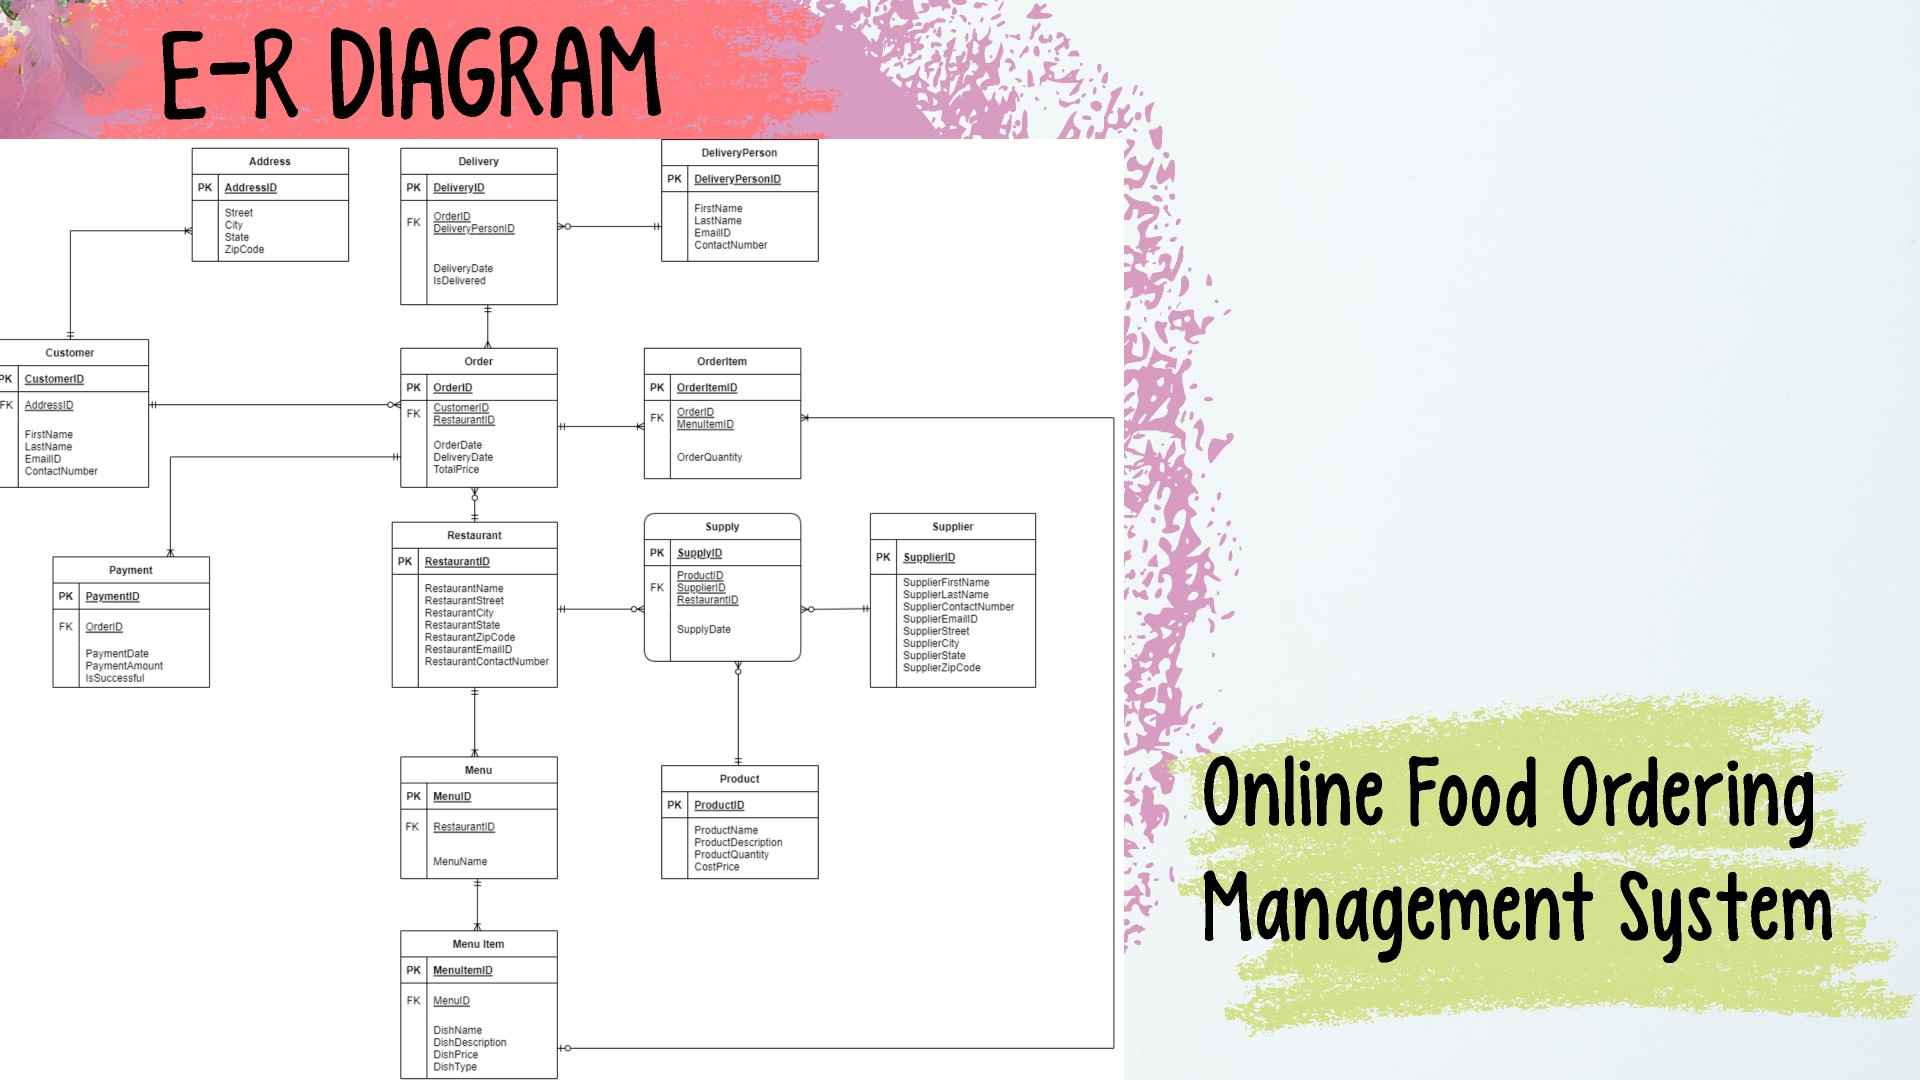 E-R DIAGRAM
Address
PK AddressID
Street
City
State
ZipCode
Delivery
PK DeliveryID
FK OrderID
DeliveryPersonID
DeliveryDate
IsDelivered
DeliveryPerson
PK DeliveryPersonID
FirstName
LastName
EmailID
ContactNumber
Customer
PK CustomerID
FK AddressID
FirstName
LastName
EmailID
ContactNumber
Order
PK OrderID
FK CustomerID
RestaurantID
OrderDate
DeliveryDate
TotalPrice
OrderItem
PK OrderItemID
FK OrderID
MenuItemID
OrderQuantity
Payment
PK PaymentID
FK OrderID
PaymentDate
PaymentAmount
IsSuccessful
Restaurant
PK RestaurantID
RestaurantName
RestaurantStreet
RestaurantCity
RestaurantState
RestaurantZipCode
RestaurantEmailID
RestaurantContactNumber
Supply
PK SupplyID
ProductID
FK SupplierID
RestaurantID
SupplyDate
Supplier
PK SupplierID
SupplierFirstName
SupplierLastName
SupplierContactNumber
SupplierEmailID
SupplierStreet
SupplierCity
SupplierState
SupplierZipCode
Menu
PK MenuID
FK RestaurantID
MenuName
Product
PK ProductID
ProductName
ProductDescription
ProductQuantity
CostPrice
Menu Item
PK MenuItemID
FK MenuID
DishName
DishDescription
DishPrice
DishType
Online Food Ordering
Management System